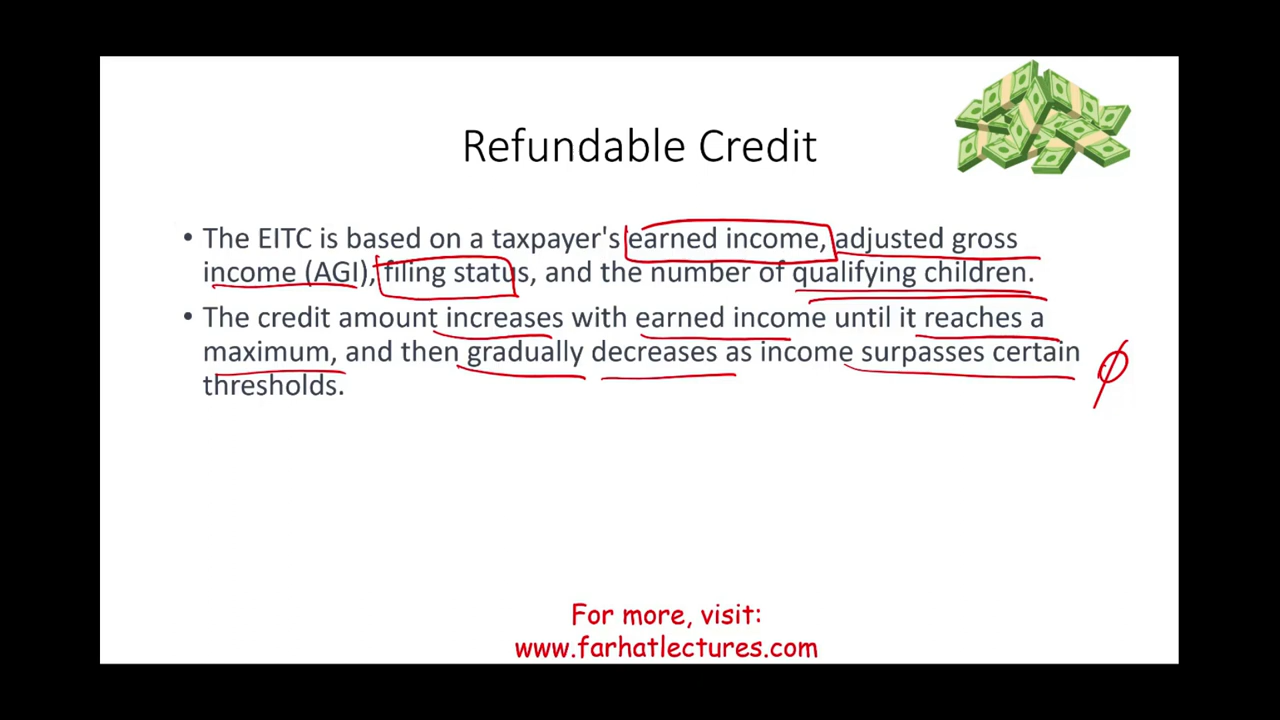 Refundable Credit
• The EITC is based on a taxpayer's earned income, adjusted gross
income (AGI), filing status, and the number of qualifying children.
• The credit amount increases with earned income until it reaches a
maximum, and then gradually decreases as income surpasses certain
thresholds.
For more, visit:
www.farhatlectures.com